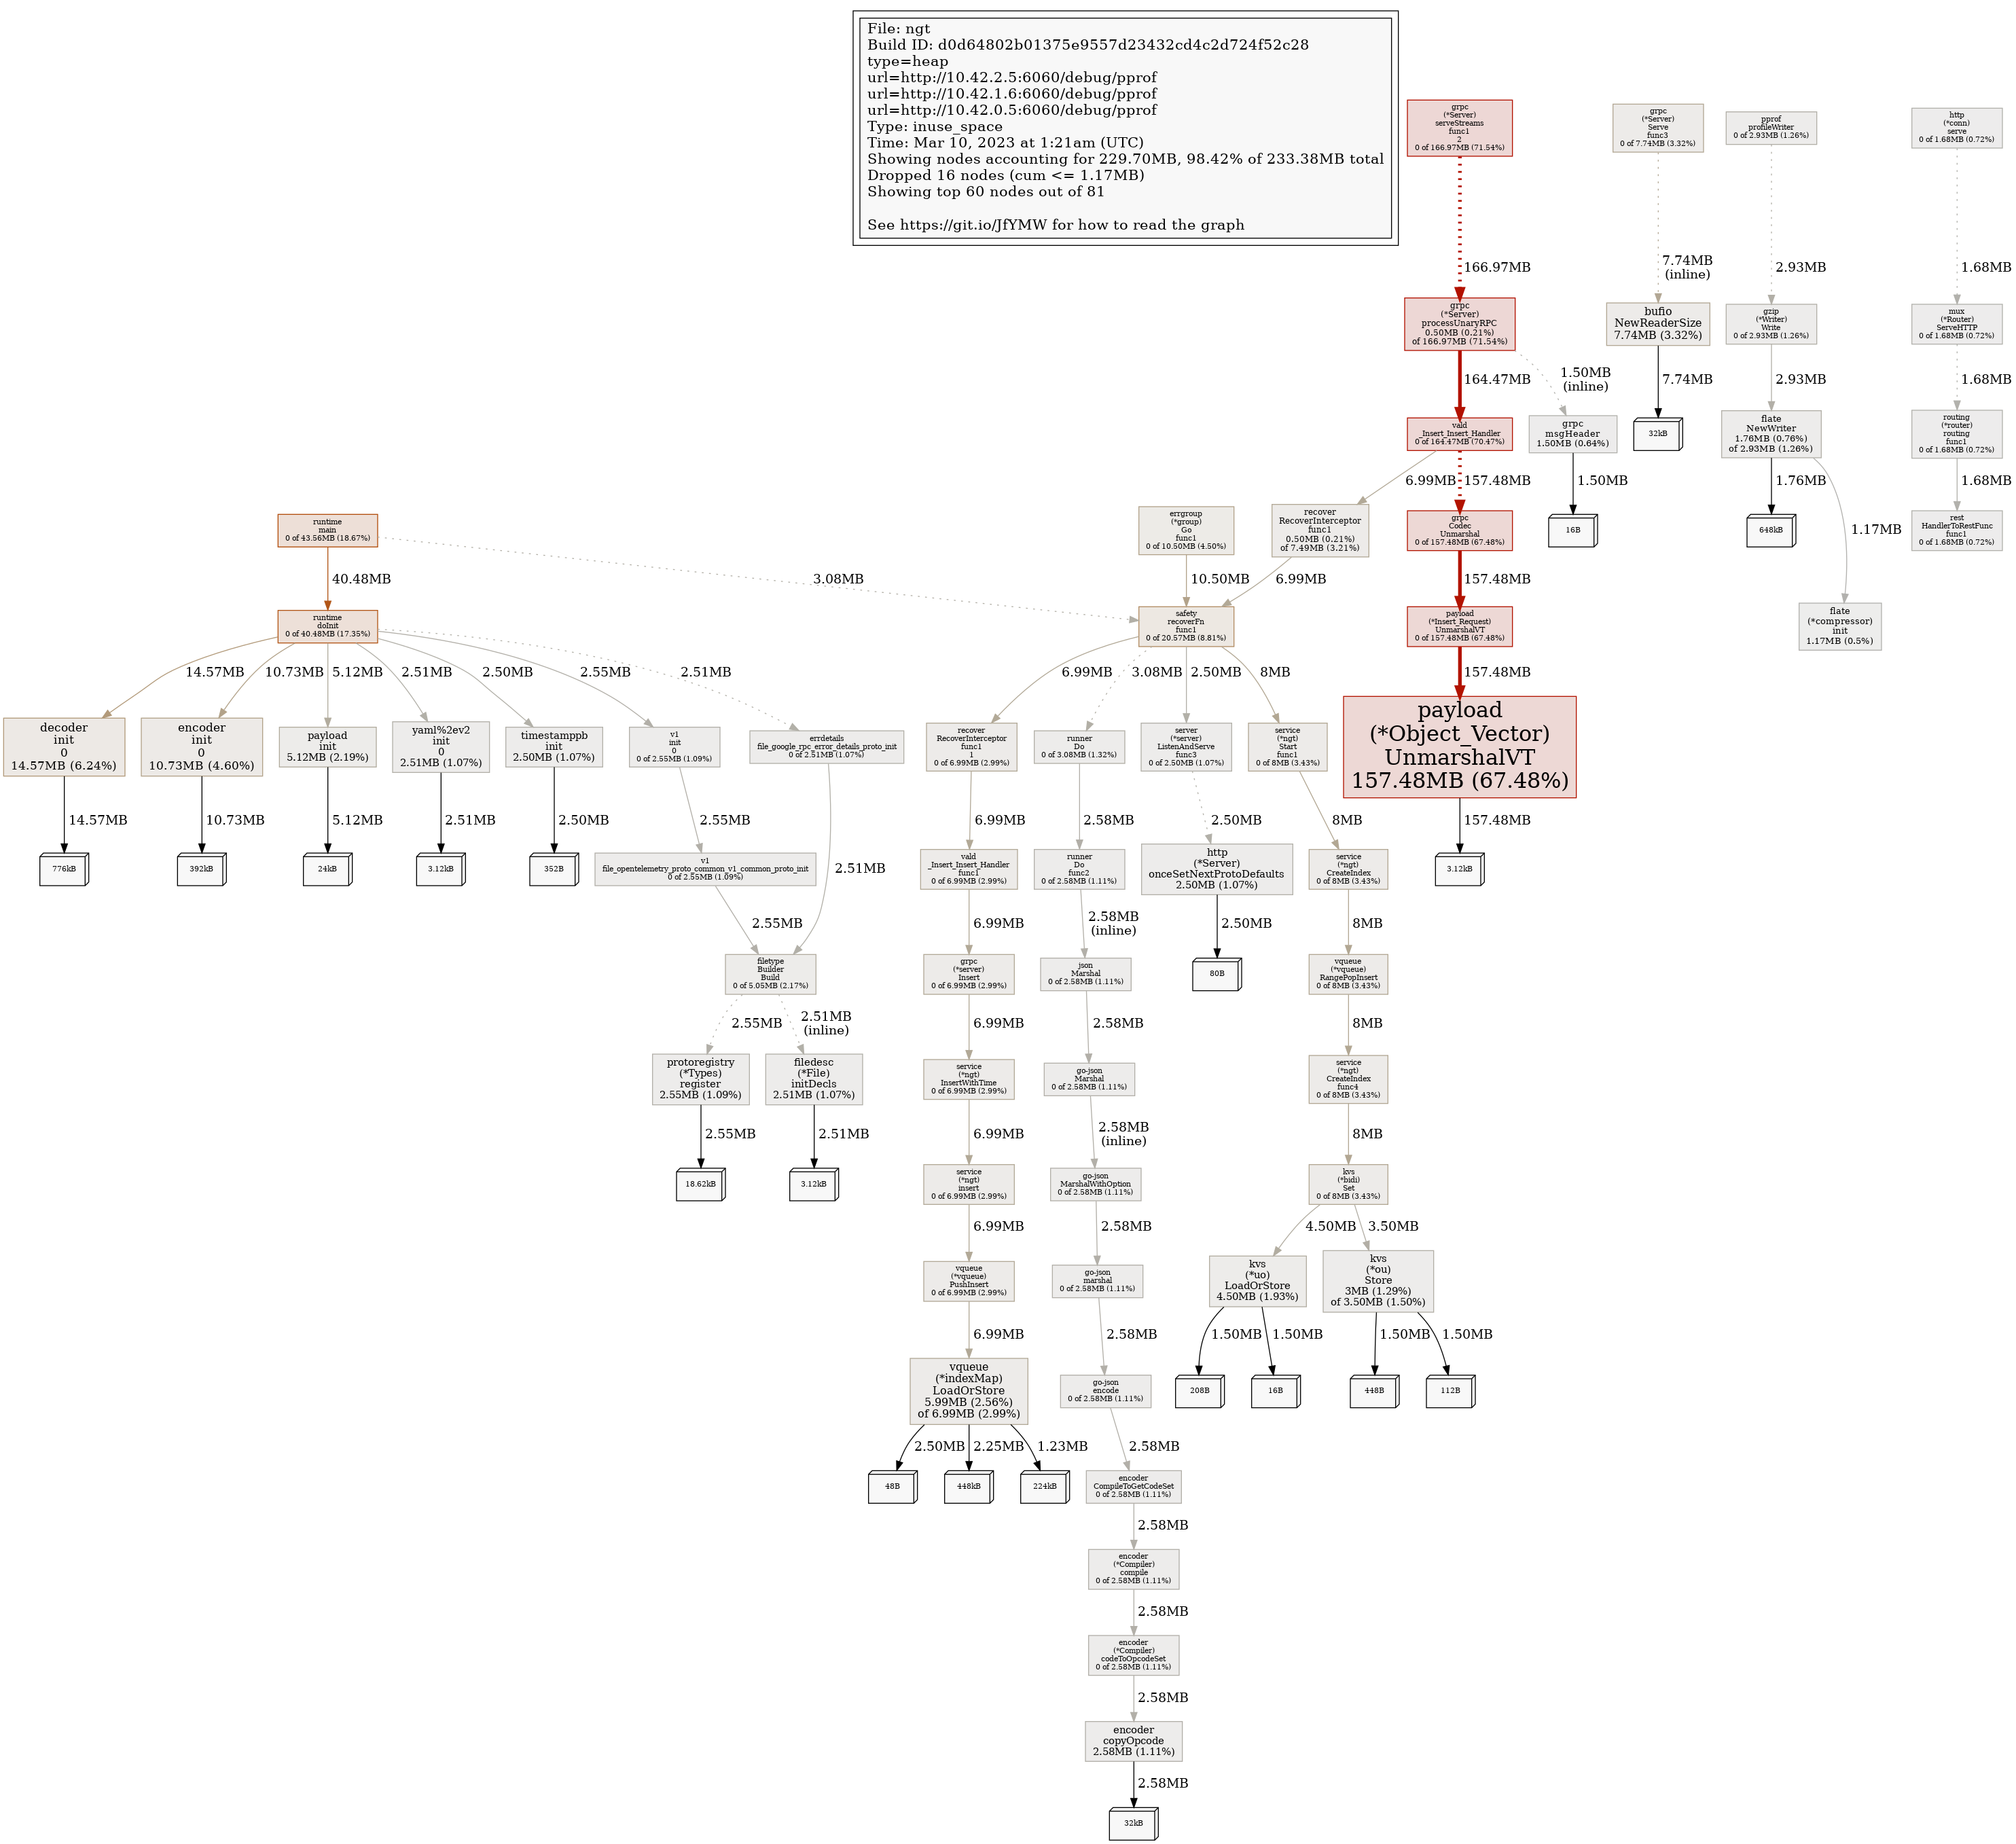 File: ngt
Build ID: d0d64802b01375e9557d23432cd4c2d724f52c28
type=heap
url=http://10.42.2.5:6060/debug/pprof
url=http://10.42.1.6:6060/debug/pprof
url=http://10.42.0.5:6060/debug/pprof
Type: inuse_space
Time: Mar 10, 2023 at 1:21am (UTC)
Showing nodes accounting for 229.70MB, 98.42% of 233.38MB total
Dropped 16 nodes (cum <= 1.17MB)
Showing top 60 nodes out of 81
See https://git.io/JfYMW for how to read the graph
grpc
(*Server)
serveStreams
func1
2
0 of 166.97MB (71.54%)
166.97MB
grpc
(*Server)
processUnaryRPC
0.50MB (0.21%)
of 166.97MB (71.54%)
164.47MB
1.50MB
(inline)
vald
_Insert_Insert_Handler
0 of 164.47MB (70.47%)
grpc
msgHeader
1.50MB (0.64%)
1.50MB
16B
6.99MB
157.48MB
grpc
Codec
Unmarshal
0 of 157.48MB (67.48%)
157.48MB
payload
(*Insert_Request)
UnmarshalVT
0 of 157.48MB (67.48%)
157.48MB
payload
(*Object_Vector)
UnmarshalVT
157.48MB (67.48%)
157.48MB
3.12kB
grpc
(*Server)
Serve
func3
0 of 7.74MB (3.32%)
7.74MB
(inline)
bufio
NewReaderSize
7.74MB (3.32%)
7.74MB
32kB
pprof
profileWriter
0 of 2.93MB (1.26%)
2.93MB
gzip
(*Writer)
Write
0 of 2.93MB (1.26%)
2.93MB
flate
NewWriter
1.76MB (0.76%)
of 2.93MB (1.26%)
1.76MB
648kB
1.17MB
flate
(*compressor)
init
1.17MB (0.5%)
http
(*conn)
serve
0 of 1.68MB (0.72%)
1.68MB
mux
(*Router)
ServeHTTP
0 of 1.68MB (0.72%)
1.68MB
routing
(*router)
routing
func1
0 of 1.68MB (0.72%)
1.68MB
rest
HandlerToRestFunc
func1
0 of 1.68MB (0.72%)
runtime
main
0 of 43.56MB (18.67%)
40.48MB
3.08MB
runtime
doInit
0 of 40.48MB (17.35%)
14.57MB
10.73MB
5.12MB
2.51MB
2.50MB
2.55MB
2.51MB
decoder
init
0
14.57MB (6.24%)
14.57MB
776kB
encoder
init
0
10.73MB (4.60%)
10.73MB
392kB
payload
init
5.12MB (2.19%)
5.12MB
24kB
yaml%2ev2
init
0
2.51MB (1.07%)
2.51MB
3.12kB
timestamppb
init
2.50MB (1.07%)
2.50MB
352B
v1
init
0
0 of 2.55MB (1.09%)
2.55MB
v1
file_opentelemetry_proto_common_v1_common_proto_init
0 of 2.55MB (1.09%)
2.55MB
errdetails
file_google_rpc_error_details_proto_init
0 of 2.51MB (1.07%)
2.51MB
filetype
Builder
Build
0 of 5.05MB (2.17%)
2.55MB
2.51MB
(inline)
protoregistry
(*Types)
register
2.55MB (1.09%)
2.55MB
18.62kB
filedesc
(*File)
initDecls
2.51MB (1.07%)
2.51MB
3.12kB
errgroup
(*group)
Go
func1
0 of 10.50MB (4.50%)
10.50MB
recover
RecoverInterceptor
func1
0.50MB (0.21%)
of 7.49MB (3.21%)
6.99MB
safety
recoverFn
func1
0 of 20.57MB (8.81%)
6.99MB
3.08MB
2.50MB
8MB
recover
RecoverInterceptor
func1
1
0 of 6.99MB (2.99%)
6.99MB
vald
_Insert_Insert_Handler
func1
0 of 6.99MB (2.99%)
6.99MB
grpc
(*server)
Insert
0 of 6.99MB (2.99%)
6.99MB
service
(*ngt)
InsertWithTime
0 of 6.99MB (2.99%)
6.99MB
service
(*ngt)
insert
0 of 6.99MB (2.99%)
6.99MB
vqueue
(*vqueue)
PushInsert
0 of 6.99MB (2.99%)
6.99MB
vqueue
(*indexMap)
LoadOrStore
5.99MB (2.56%)
of 6.99MB (2.99%)
2.50MB
2.25MB
1.23MB
48B
448kB
224kB
runner
Do
0 of 3.08MB (1.32%)
2.58MB
runner
Do
func2
0 of 2.58MB (1.11%)
2.58MB
(inline)
json
Marshal
0 of 2.58MB (1.11%)
2.58MB
go-json
Marshal
0 of 2.58MB (1.11%)
2.58MB
(inline)
go-json
MarshalWithOption
0 of 2.58MB (1.11%)
2.58MB
go-json
marshal
0 of 2.58MB (1.11%)
2.58MB
go-json
encode
0 of 2.58MB (1.11%)
2.58MB
encoder
CompileToGetCodeSet
0 of 2.58MB (1.11%)
2.58MB
encoder
(*Compiler)
compile
0 of 2.58MB (1.11%)
2.58MB
encoder
(*Compiler)
codeToOpcodeSet
0 of 2.58MB (1.11%)
2.58MB
encoder
copyOpcode
2.58MB (1.11%)
2.58MB
32kB
server
(*server)
ListenAndServe
func3
0 of 2.50MB (1.07%)
2.50MB
http
(*Server)
onceSetNextProtoDefaults
2.50MB (1.07%)
2.50MB
80B
service
(*ngt)
Start
func1
0 of 8MB (3.43%)
8MB
service
(*ngt)
CreateIndex
0 of 8MB (3.43%)
8MB
vqueue
(*vqueue)
RangePopInsert
0 of 8MB (3.43%)
8MB
service
(*ngt)
CreateIndex
func4
0 of 8MB (3.43%)
8MB
kvs
(*bidi)
Set
0 of 8MB (3.43%)
4.50MB
3.50MB
kvs
(*uo)
LoadOrStore
4.50MB (1.93%)
1.50MB
1.50MB
208B
16B
kvs
(*ou)
Store
3MB (1.29%)
of 3.50MB (1.50%)
1.50MB
1.50MB
448B
112B